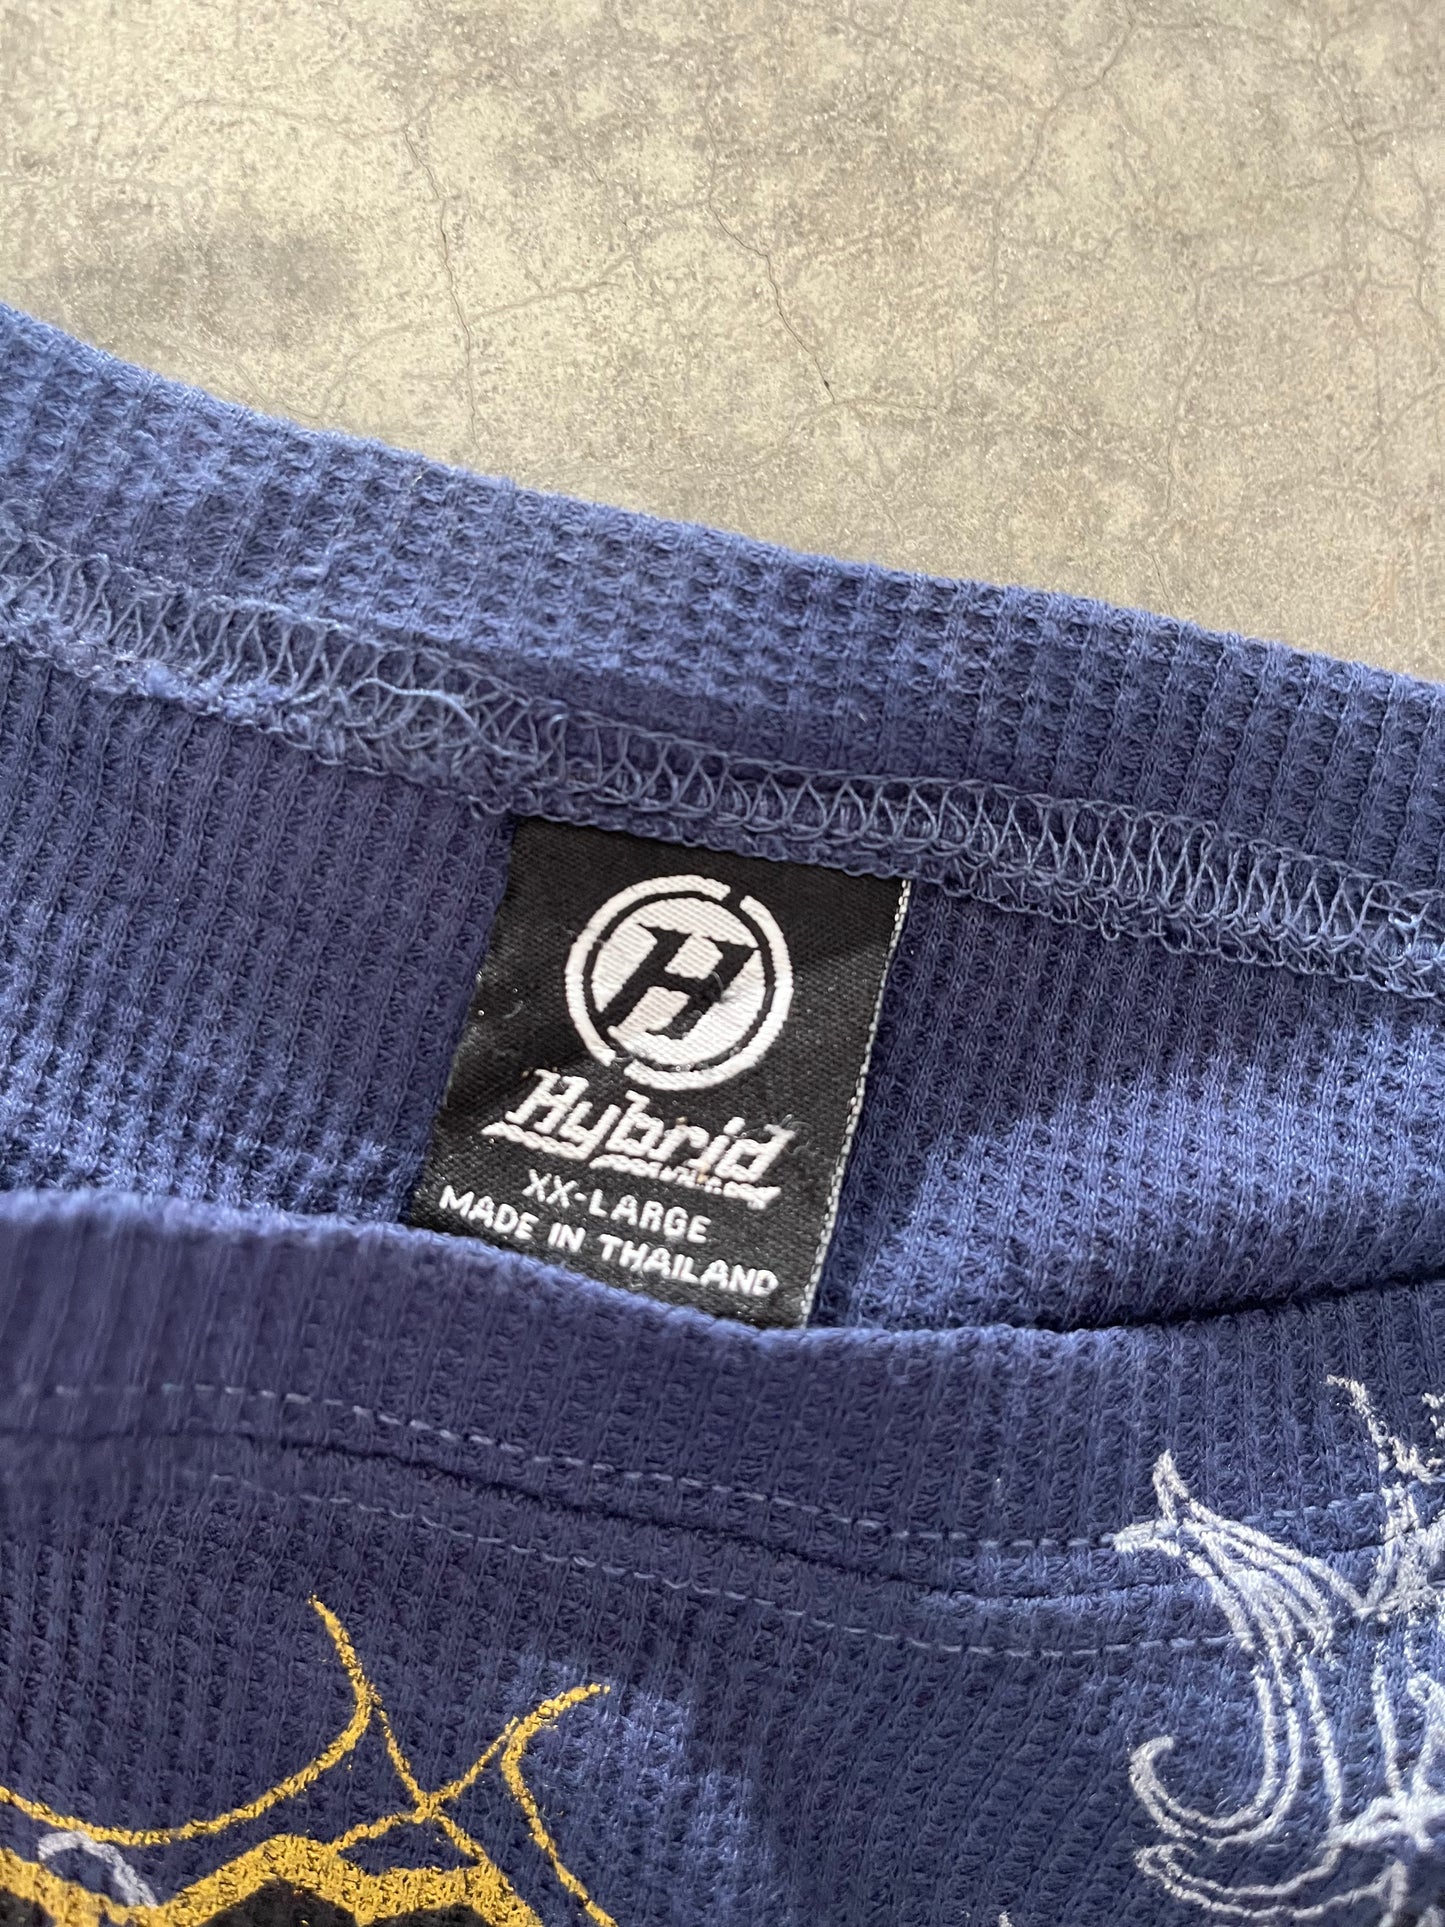 H
Hybrid
XX-LARGE
MADE IN THAILAND